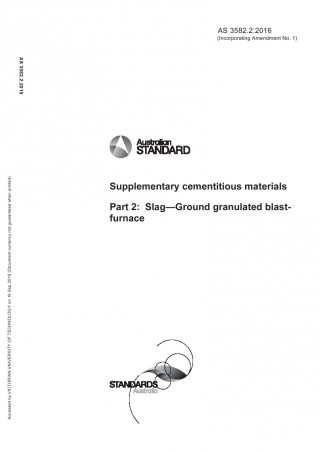 AS 3582.2:2016
(Incorporating Amendment No. 1)
AS 3582.2:2016
Australian
STANDARD
Supplementary cementitious materials
Part 2: Slag—Ground granulated blast-
furnace
Accessed by VICTORIAN UNIVERSITY OF TECHNOLOGY on 16 Sep 2016 (Document currency not guaranteed when printed)
STANDARDS
Australia